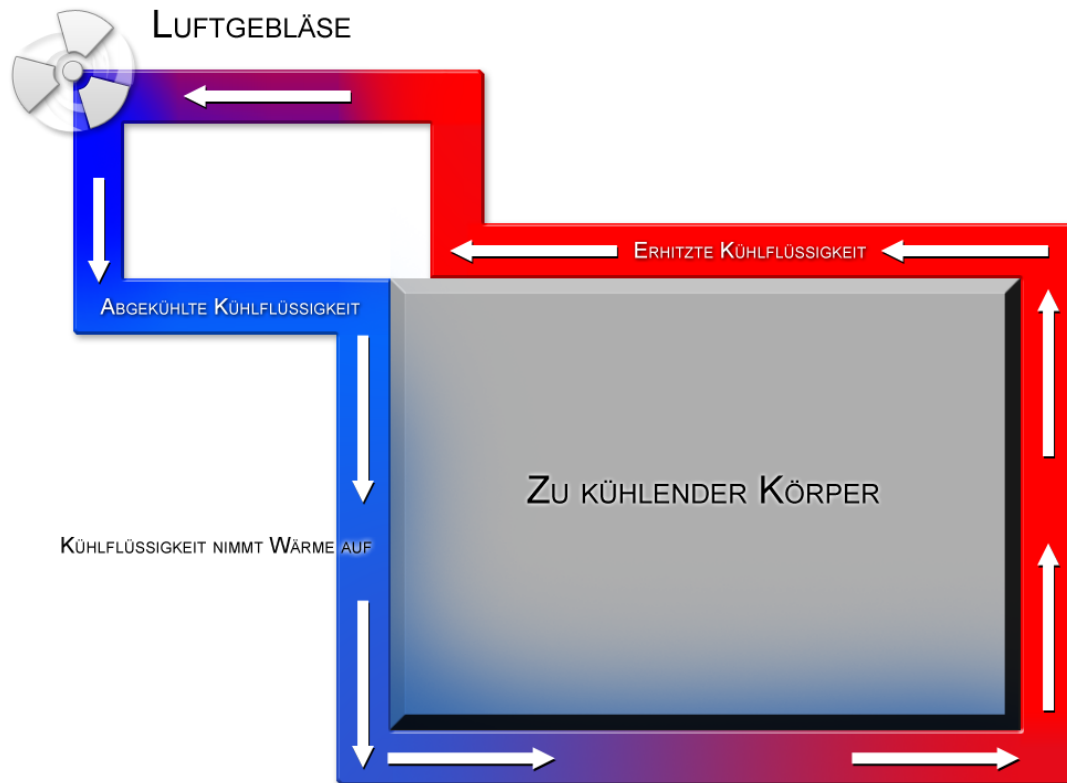 Luftgebläse
Erhitzte Kühlflüssigkeit
Abgekühlte Kühlflüssigkeit
Zu kühlender Körper
Kühlflüssigkeit nimmt Wärme auf